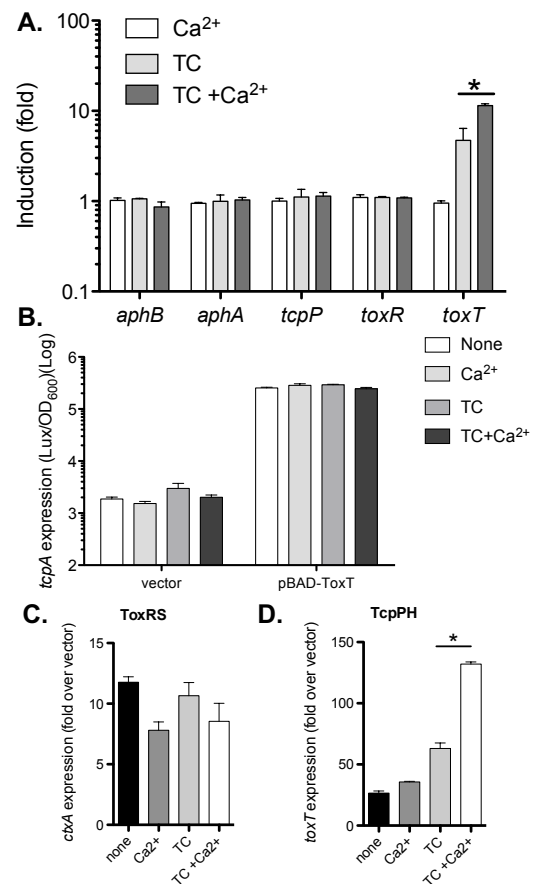 A.
Ca²⁺
TC
TC +Ca²⁺
*
Induction (fold)
100
10
1
0.1
aphB aphA tcpP toxR toxT
B.
None
Ca²⁺
TC
TC+Ca²⁺
tcpA expression (Lux/OD₆₀₀)(Log)
6
5
4
3
2
vector pBAD-ToxT
C. ToxRS
ctxA expression (fold over vector)
15
10
5
0
none Ca2+ TC TC +Ca2+
D. TcpPH
*
toxT expression (fold over vector)
150
100
50
0
none Ca2+ TC TC +Ca2+